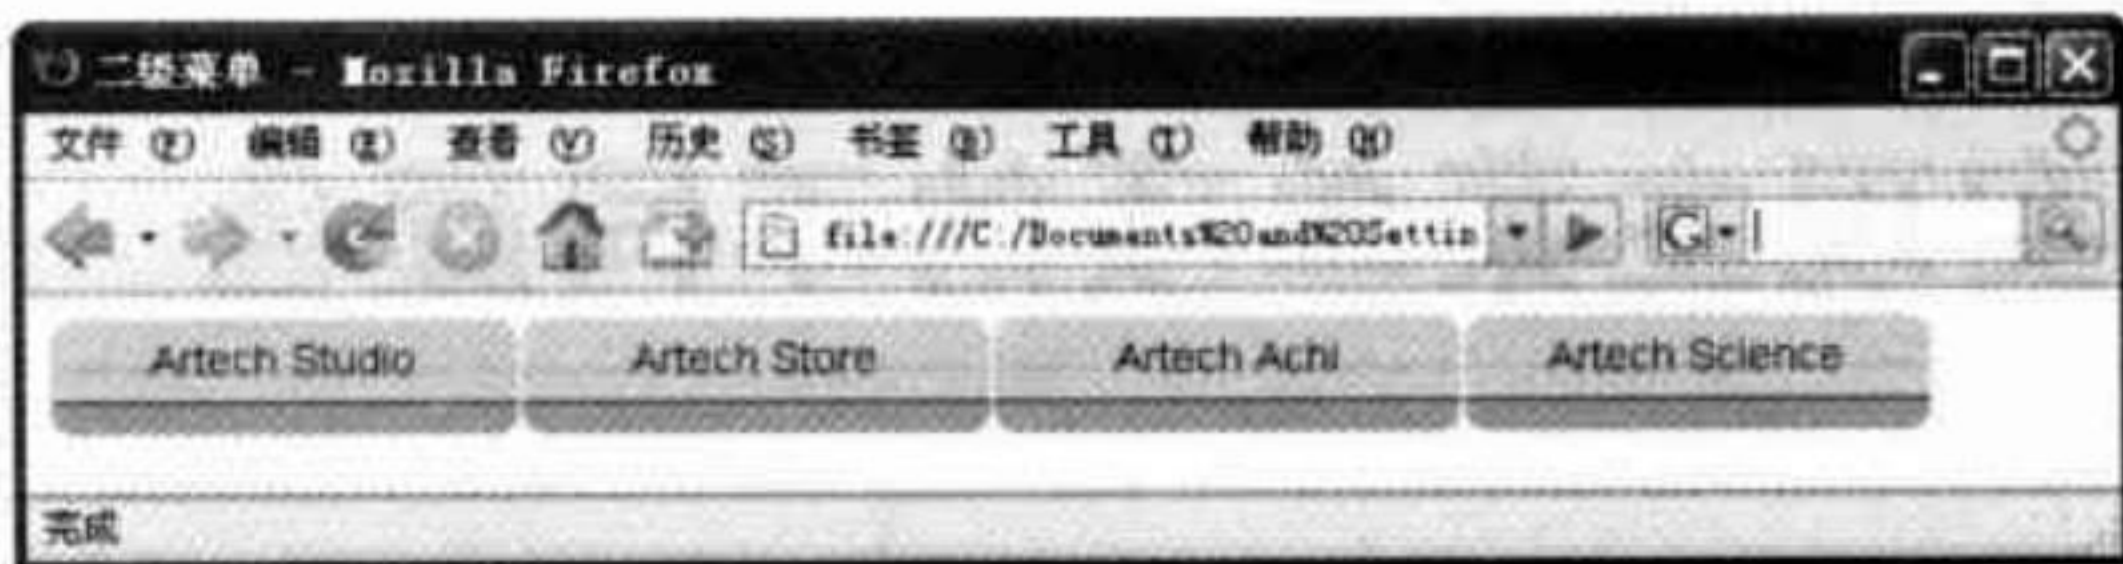 二级菜单 - Mozilla Firefox
文件 (F) 编辑 (E) 查看 (V) 历史 (S) 书签 (B) 工具 (T) 帮助 (H)
file:///C:/Documents%20and%20Settin G
Artech Studio Artech Store Artech Achi Artech Science
完成